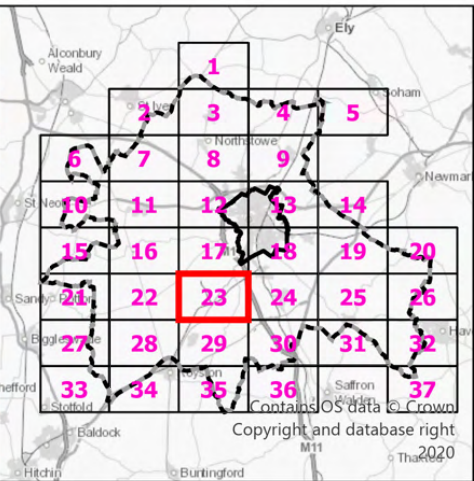 Ely
Alconbury
Weald
1
Soham
2 3 4 5
Northstowe
6 7 8 9
Newmar
10 11 12 13 14
15 16 17 18 19 20
Sandy
21 22 23 24 25 26
27 28 29 30 31 32
Royston
33 34 35 36 37
Stotfold
Saffron
Walden
Baldock
Contains OS data © Crown
Copyright and database right
2020
M11
Thaxted
Hitchin
Buntingford